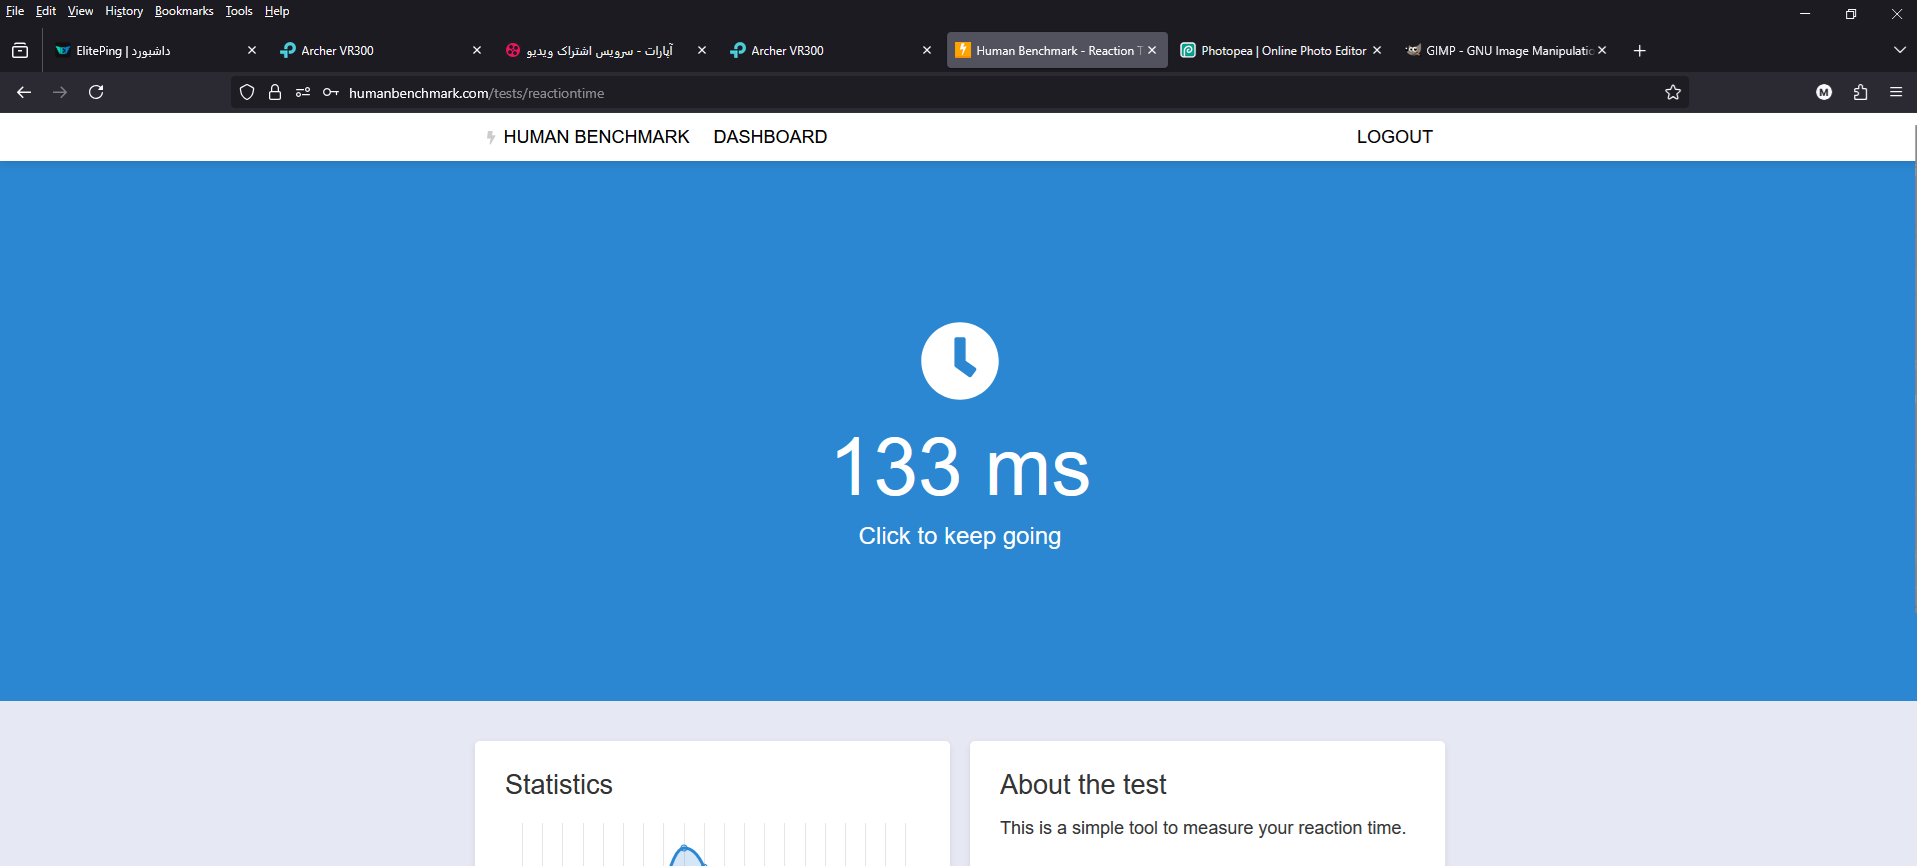 File Edit View History Bookmarks Tools Help
ElitePing | داشبورد
Archer VR300
آپارات - سرویس اشتراک ویدیو
Archer VR300
Human Benchmark - Reaction T
Photopea | Online Photo Editor
GIMP - GNU Image Manipulatio
humanbenchmark.com/tests/reactiontime
M
HUMAN BENCHMARK DASHBOARD LOGOUT
133 ms
Click to keep going
Statistics
About the test
This is a simple tool to measure your reaction time.